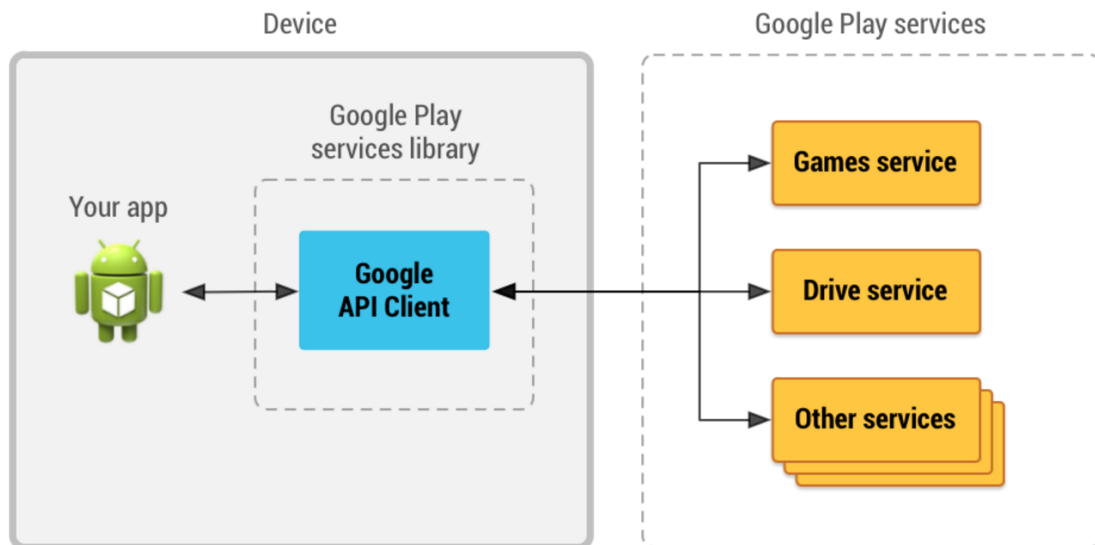 Device
Google Play services
Google Play
services library
Your app
Google
API Client
Games service
Drive service
Other services